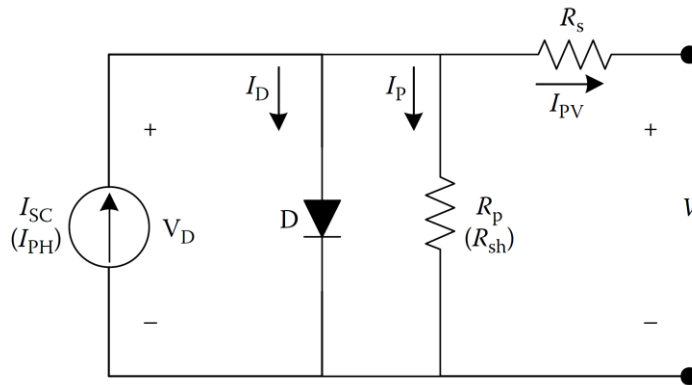 R_s
I_D
I_P
I_PV
+
+
I_SC
(I_PH)
V_D
D
R_p
(R_sh)
V
−
−